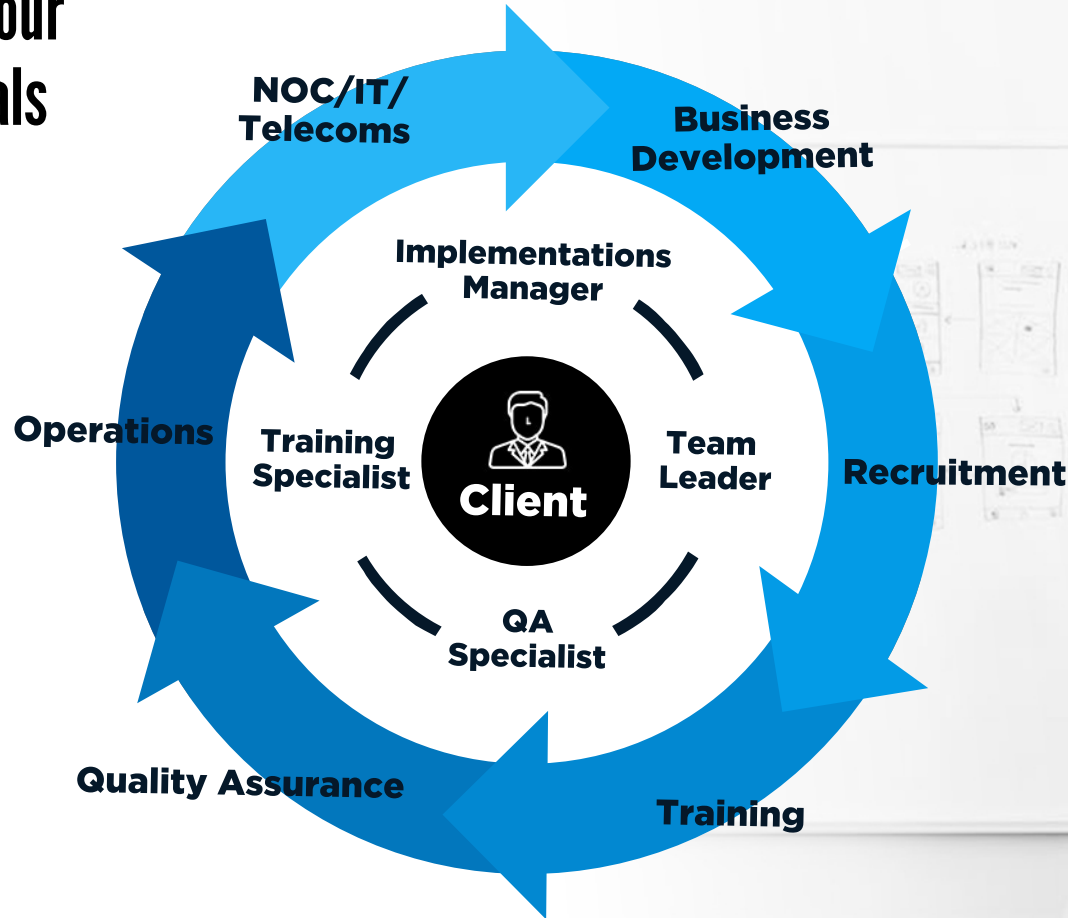 our
als
NOC/IT/
Telecoms
Business
Development
Implementations
Manager
Operations
Training
Specialist
Client
Team
Leader
Recruitment
QA
Specialist
Quality Assurance
Training